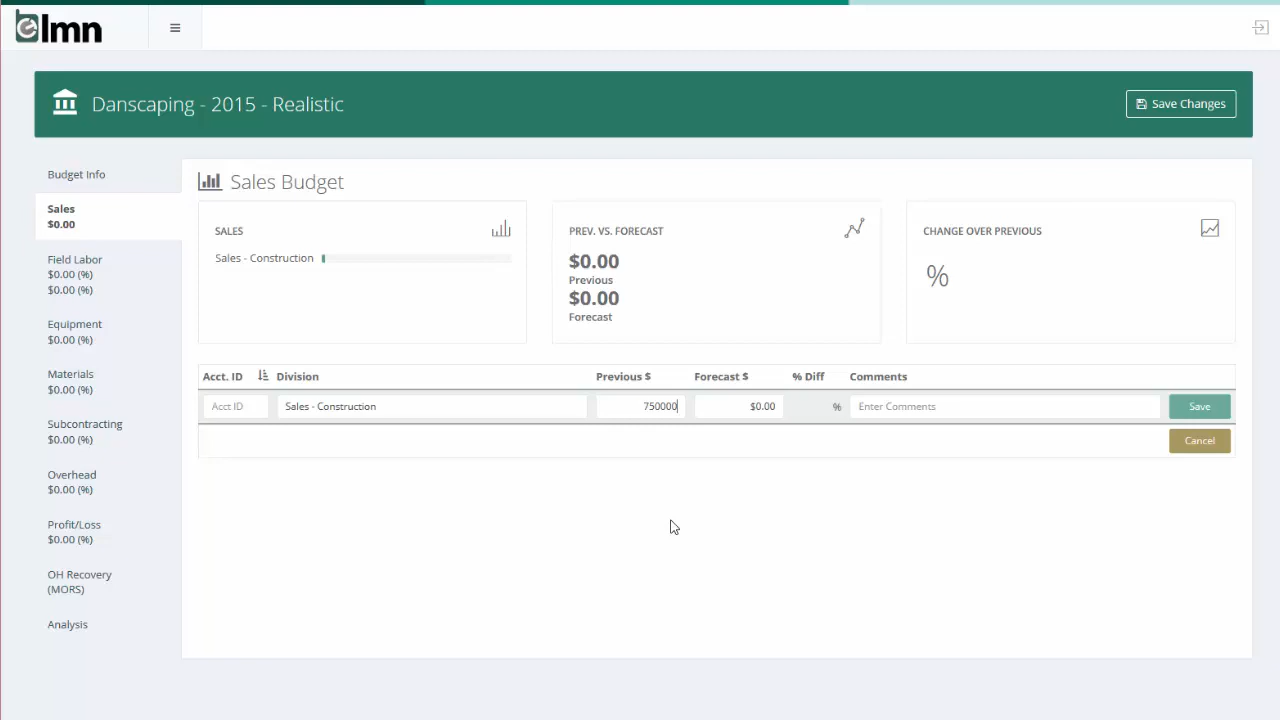 lmn
Danscaping - 2015 - Realistic
Save Changes
Budget Info
Sales
$0.00
Field Labor
$0.00 (%)
$0.00 (%)
Equipment
$0.00 (%)
Materials
$0.00 (%)
Subcontracting
$0.00 (%)
Overhead
$0.00 (%)
Profit/Loss
$0.00 (%)
OH Recovery
(MORS)
Analysis
Sales Budget
SALES
Sales - Construction
PREV. VS. FORECAST
$0.00
Previous
$0.00
Forecast
CHANGE OVER PREVIOUS
%
Acct. ID Division Previous $ Forecast $ % Diff Comments
Acct ID Sales - Construction 750000 $0.00 % Enter Comments Save
Cancel